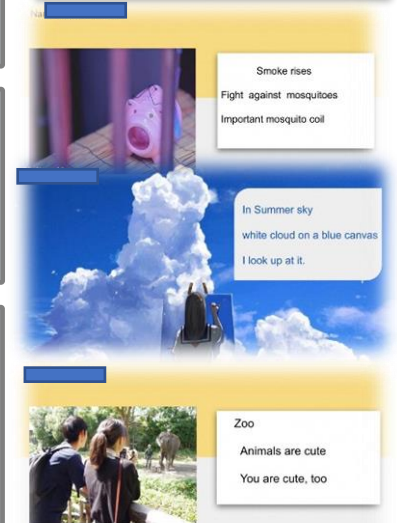 Smoke rises
Fight against mosquitoes
Important mosquito coil
In Summer sky
white cloud on a blue canvas
I look up at it.
Zoo
Animals are cute
You are cute, too